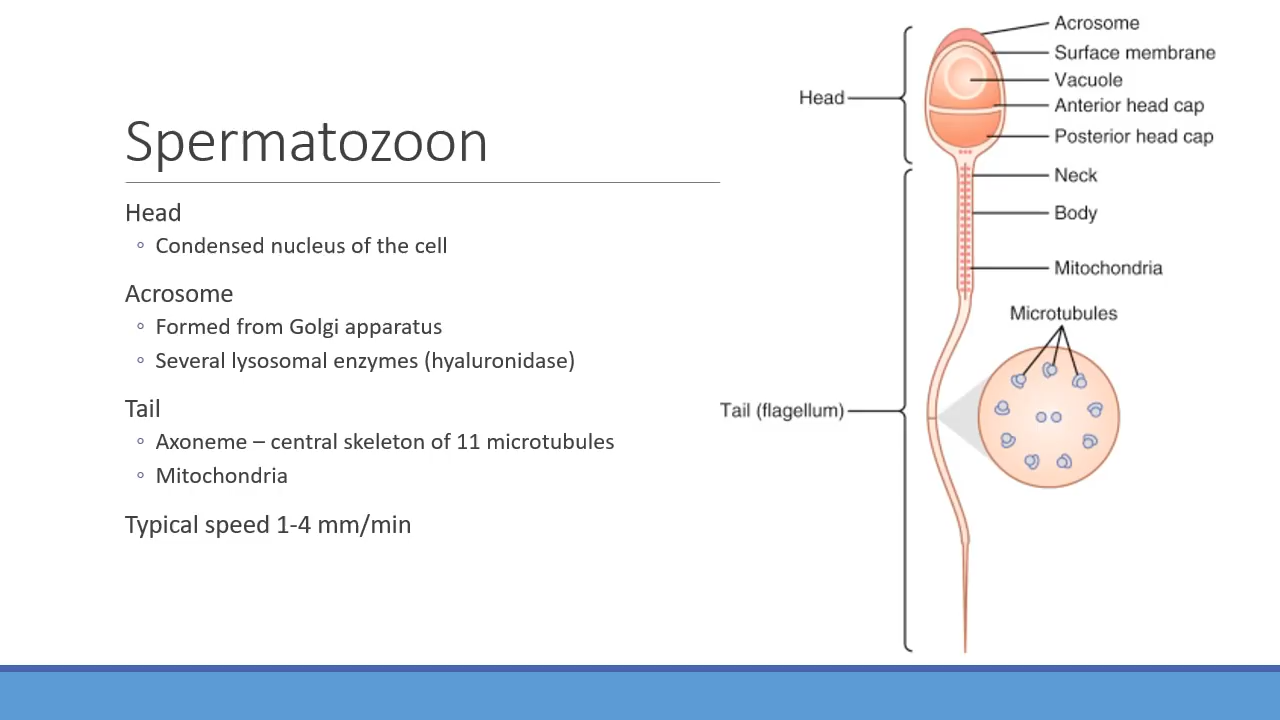 Spermatozoon
Head
◦ Condensed nucleus of the cell
Acrosome
◦ Formed from Golgi apparatus
◦ Several lysosomal enzymes (hyaluronidase)
Tail
◦ Axoneme – central skeleton of 11 microtubules
◦ Mitochondria
Typical speed 1-4 mm/min
Acrosome
Surface membrane
Vacuole
Head
Anterior head cap
Posterior head cap
Neck
Body
Mitochondria
Microtubules
Tail (flagellum)